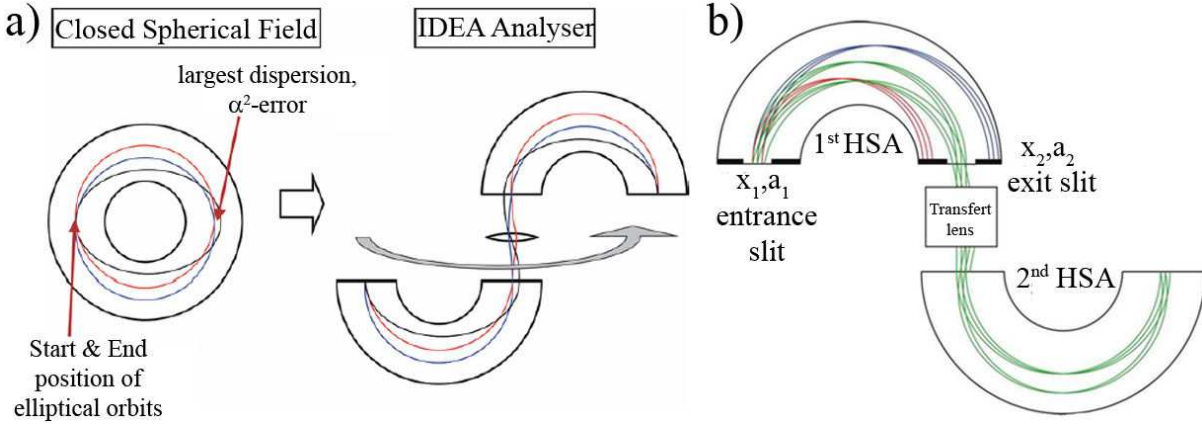 a)
Closed Spherical Field
IDEA Analyser
largest dispersion,
α²-error
Start & End
position of
elliptical orbits
b)
1ˢᵗ HSA
x₁,a₁
entrance
slit
x₂,a₂
exit slit
Transfert
lens
2ⁿᵈ HSA